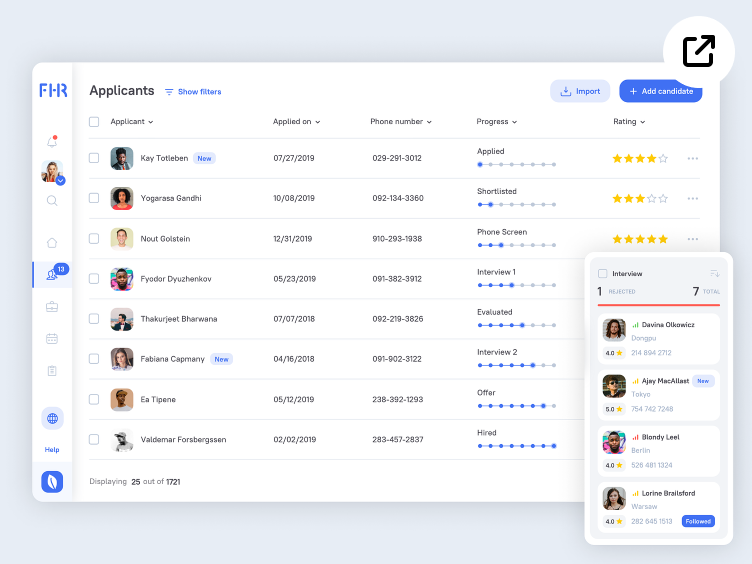 FHR
Applicants
Show filters
Import
+ Add candidate
Applicant
Applied on
Phone number
Progress
Rating
Kay Totleben New 07/27/2019 029-291-3012 Applied
Yogarasa Gandhi 10/08/2019 092-134-3360 Shortlisted
Nout Golstein 12/31/2019 910-293-1938 Phone Screen
13
Fyodor Dyuzhenkov 05/23/2019 081-382-3912 Interview 1
Thakurjeet Bharwana 07/07/2018 092-219-3826 Evaluated
Fabiana Capmany New 04/16/2018 091-902-3122 Interview 2
Ea Tipene 05/12/2019 238-392-1293 Offer
Valdemar Forsbergssen 02/02/2019 283-457-2837 Hired
Help
Displaying 25 out of 1721
Interview
1 REJECTED 7 TOTAL
Davina Olkowicz
Dongpu
4.0 214 894 2712
Ajay MacAllast New
Tokyo
5.0 754 742 7248
Blondy Leel
Berlin
4.0 526 481 1324
Lorine Brailsford
Warsaw
4.0 282 645 1513 Followed